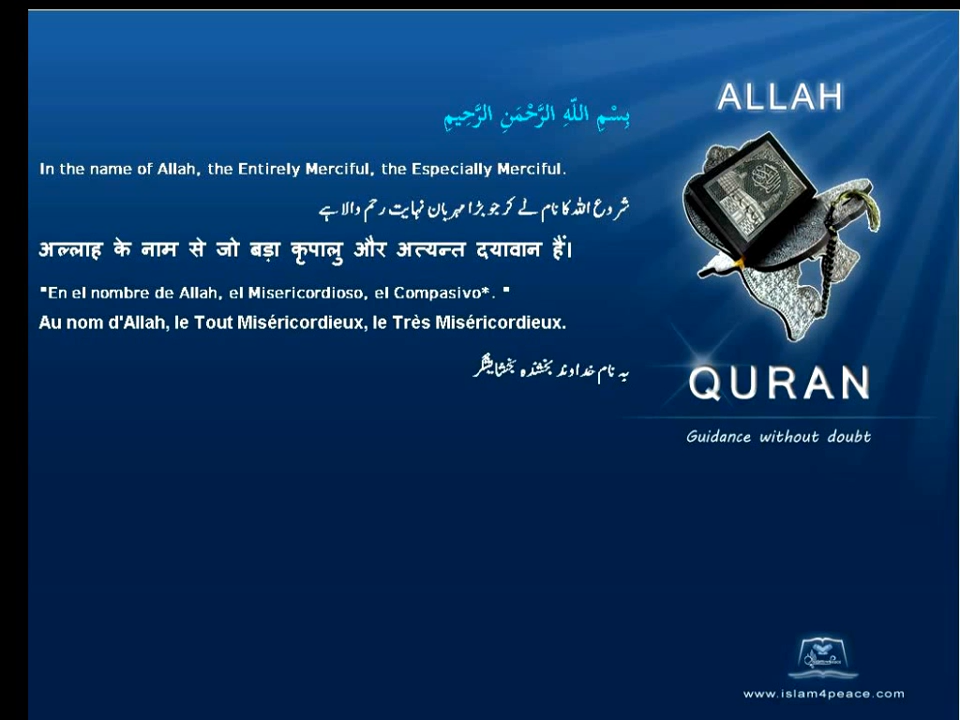 بِسْمِ اللّهِ الرَّحْمَنِ الرَّحِيمِ
In the name of Allah, the Entirely Merciful, the Especially Merciful.
شروع الله کا نام لے کر جو بڑا مہربان نہایت رحم والا ہے
अल्लाह के नाम से जो बड़ा कृपालु और अत्यन्त दयावान हैं।
"En el nombre de Allah, el Misericordioso, el Compasivo*. "
Au nom d'Allah, le Tout Miséricordieux, le Très Miséricordieux.
به نام خداوند بخشنده بخشایشگر
ALLAH
QURAN
Guidance without doubt
www.islam4peace.com